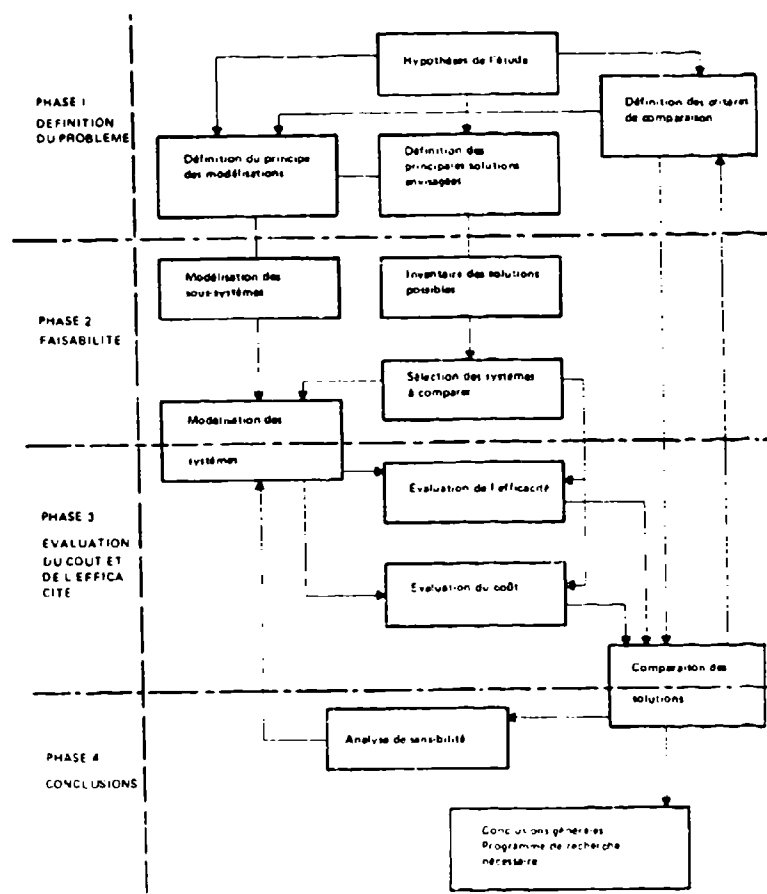 Hypothèses de l'étude
PHASE 1
DEFINITION
DU PROBLEME
Définition des critères
de comparaison
Définition du principe
des modélisations
Définition des
principales solutions
envisagées
Modélisation des
sous-systèmes
Inventaire des solutions
possibles
PHASE 2
FAISABILITE
Sélection des systèmes
à comparer
Modélisation des
systèmes
PHASE 3
EVALUATION
DU COUT ET
DE L'EFFICA
CITE
Evaluation de l'efficacité
Evaluation du coût
Comparaison des
solutions
PHASE 4
CONCLUSIONS
Analyse de sensibilité
Conclusions générales
Programme de recherche
nécessaire